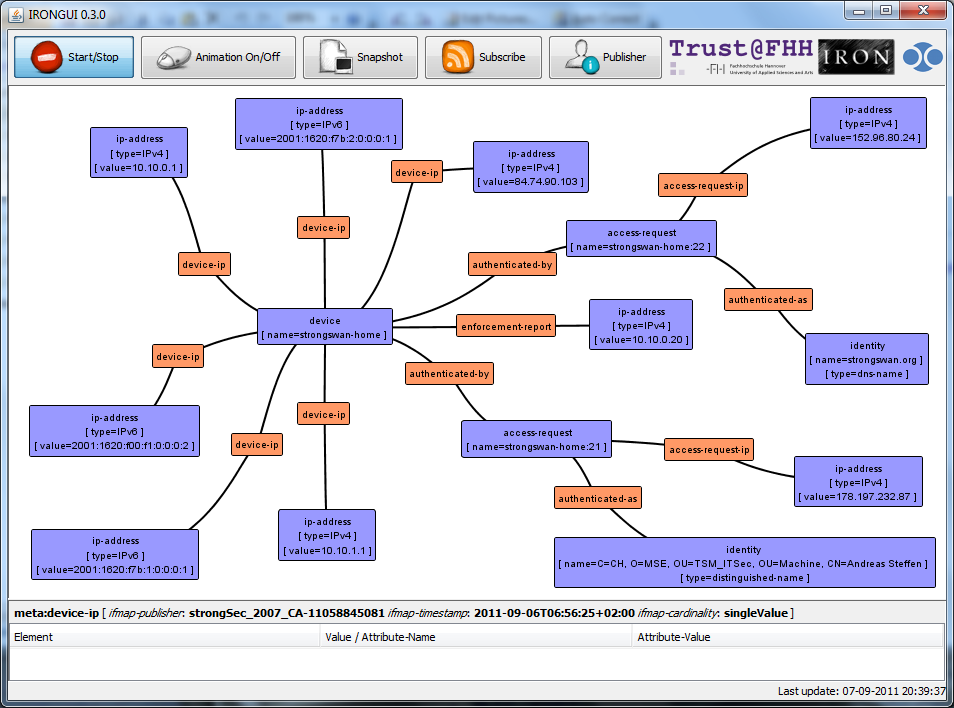 IRONGUI 0.3.0
Start/Stop
Animation On/Off
Snapshot
Subscribe
Publisher
Trust@FHH
Fachhochschule Hannover
University of Applied Sciences and Arts
IRON
ip-address
[ type=IPv4 ]
[ value=10.10.0.1 ]
ip-address
[ type=IPv6 ]
[ value=2001:1620:f7b:2:0:0:0:1 ]
device-ip
ip-address
[ type=IPv4 ]
[ value=84.74.90.103 ]
ip-address
[ type=IPv4 ]
[ value=152.96.80.24 ]
access-request-ip
device-ip
device-ip
access-request
[ name=strongswan-home:22 ]
authenticated-by
authenticated-as
device
[ name=strongswan-home ]
enforcement-report
ip-address
[ type=IPv4 ]
[ value=10.10.0.20 ]
identity
[ name=strongswan.org ]
[ type=dns-name ]
device-ip
authenticated-by
ip-address
[ type=IPv6 ]
[ value=2001:1620:f00:f1:0:0:0:2 ]
device-ip
device-ip
access-request
[ name=strongswan-home:21 ]
access-request-ip
ip-address
[ type=IPv4 ]
[ value=178.197.232.87 ]
authenticated-as
ip-address
[ type=IPv6 ]
[ value=2001:1620:f7b:1:0:0:0:1 ]
ip-address
[ type=IPv4 ]
[ value=10.10.1.1 ]
identity
[ name=C=CH, O=MSE, OU=TSM_ITSec, OU=Machine, CN=Andreas Steffen ]
[ type=distinguished-name ]
meta:device-ip [ ifmap-publisher: strongSec_2007_CA-11058845081 ifmap-timestamp: 2011-09-06T06:56:25+02:00 ifmap-cardinality: singleValue ]
Element Value / Attribute-Name Attribute-Value
Last update: 07-09-2011 20:39:37